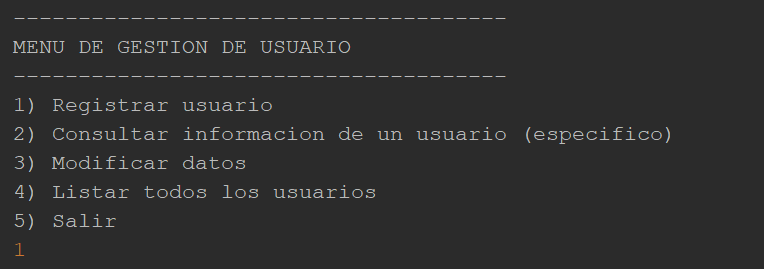 --------------------------------------
MENU DE GESTION DE USUARIO
--------------------------------------
1) Registrar usuario
2) Consultar informacion de un usuario (especifico)
3) Modificar datos
4) Listar todos los usuarios
5) Salir
1